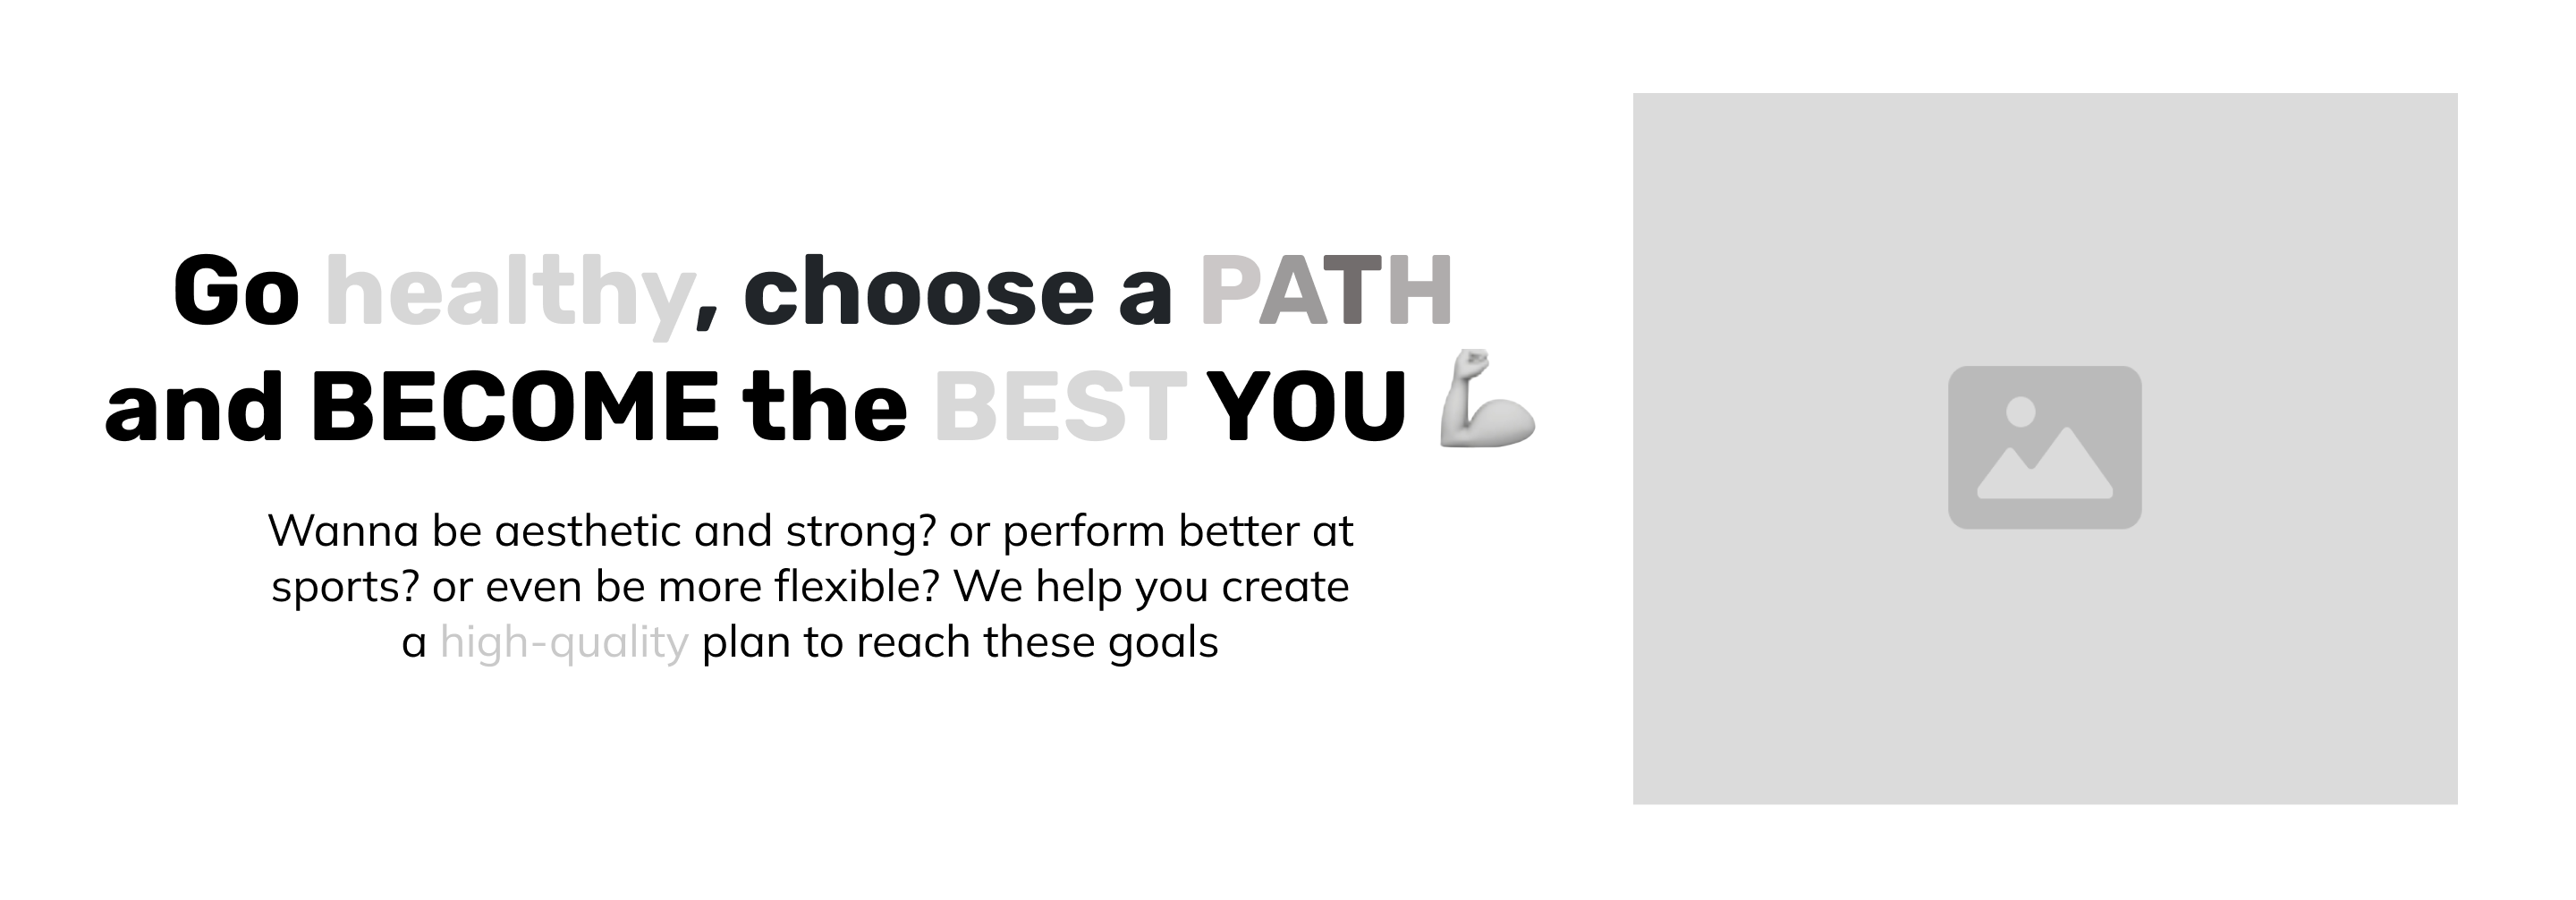 Go healthy, choose a PATH
and BECOME the BEST YOU 💪
Wanna be aesthetic and strong? or perform better at
sports? or even be more flexible? We help you create
a high-quality plan to reach these goals